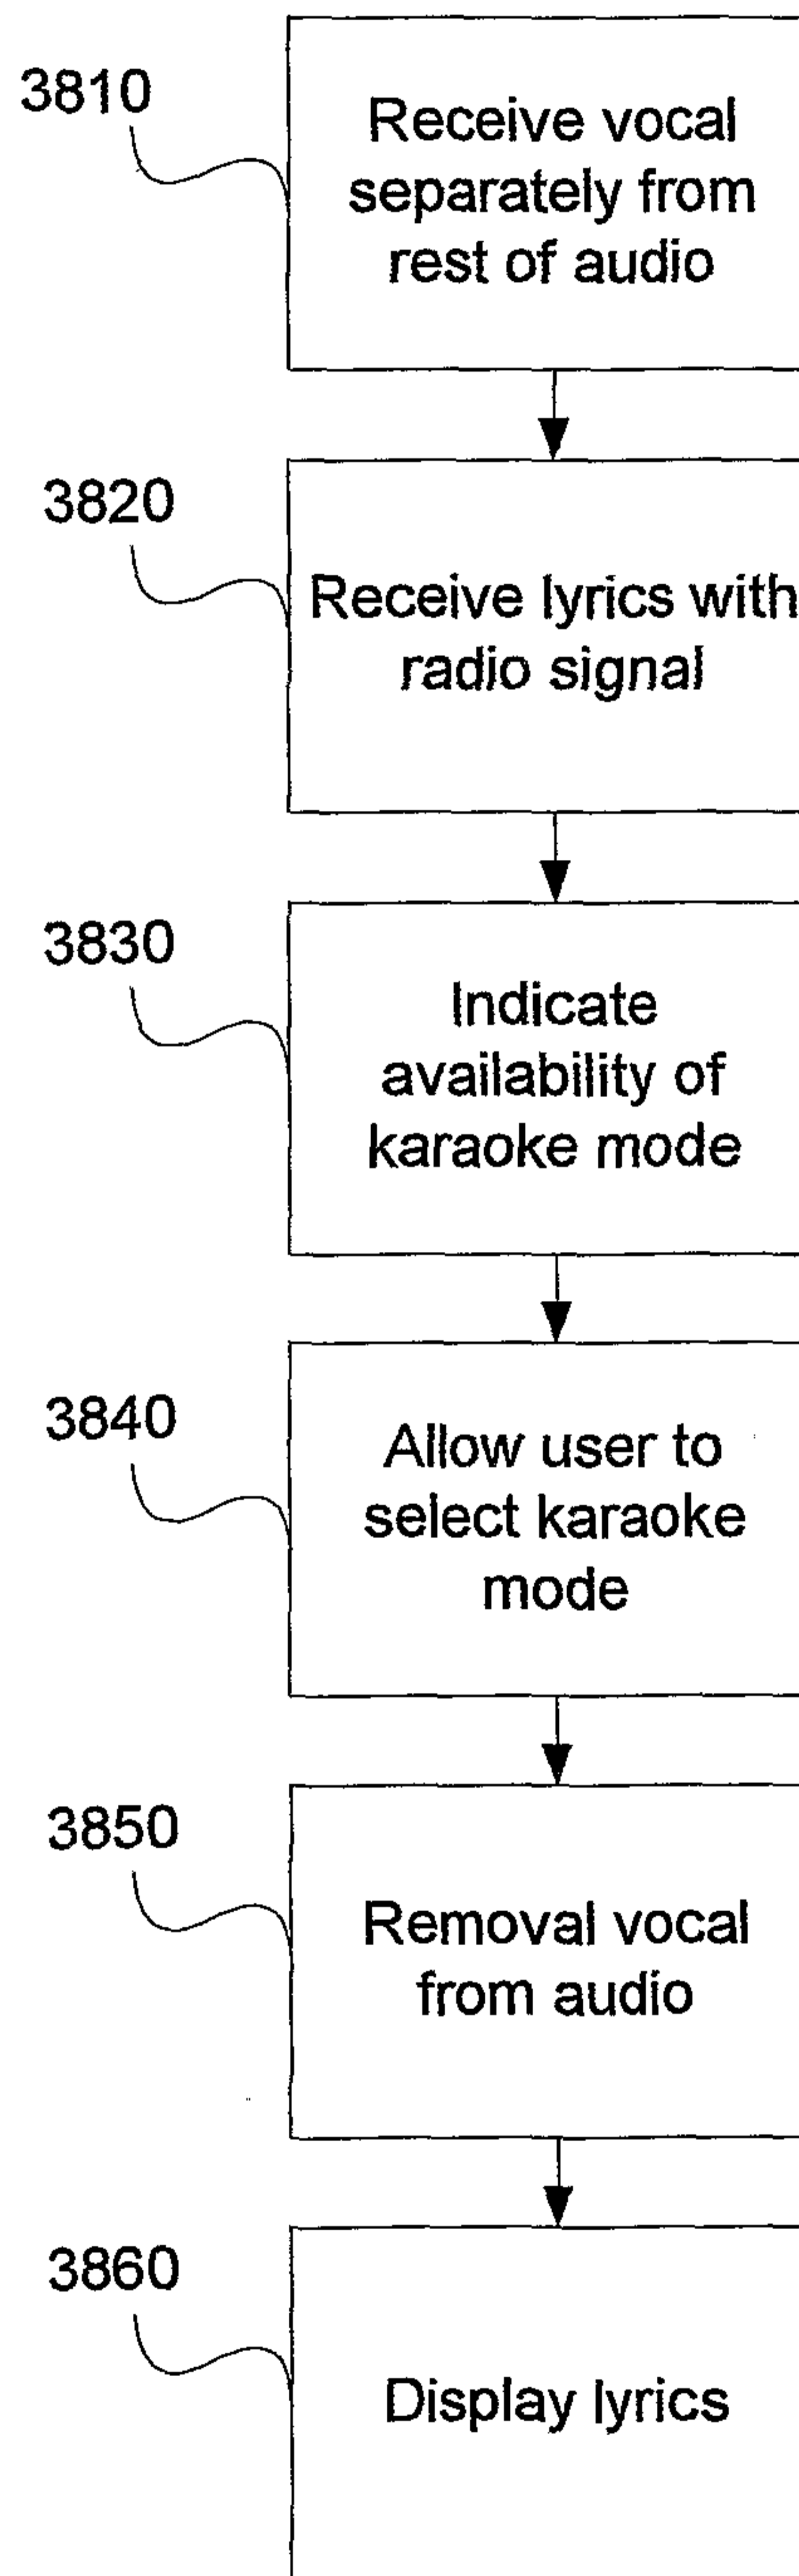 3810
Receive vocal
separately from
rest of audio
3820
Receive lyrics with
radio signal
3830
Indicate
availability of
karaoke mode
3840
Allow user to
select karaoke
mode
3850
Removal vocal
from audio
3860
Display lyrics